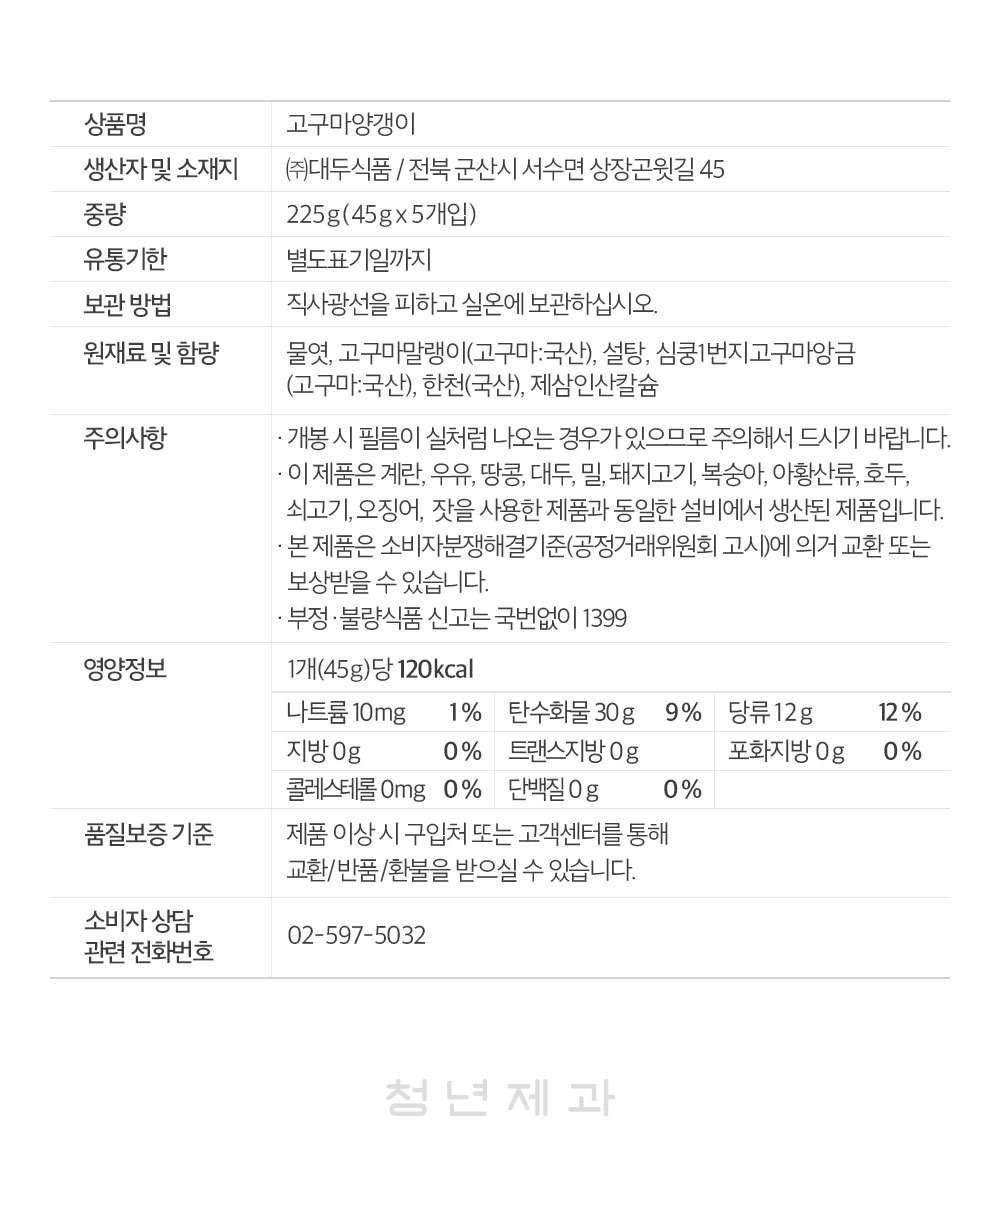 상품명 고구마양갱이
생산자 및 소재지 ㈜대두식품 / 전북 군산시 서수면 상장곤윗길 45
중량 225g(45g x 5개입)
유통기한 별도표기일까지
보관 방법 직사광선을 피하고 실온에 보관하십시오.
원재료 및 함량 물엿, 고구마말랭이(고구마:국산), 설탕, 심쿵1번지고구마앙금
(고구마:국산), 한천(국산), 제삼인산칼슘
주의사항 · 개봉 시 필름이 실처럼 나오는 경우가 있으므로 주의해서 드시기 바랍니다.
· 이 제품은 계란, 우유, 땅콩, 대두, 밀, 돼지고기, 복숭아, 아황산류, 호두,
쇠고기, 오징어, 잣을 사용한 제품과 동일한 설비에서 생산된 제품입니다.
· 본 제품은 소비자분쟁해결기준(공정거래위원회 고시)에 의거 교환 또는
보상받을 수 있습니다.
· 부정·불량식품 신고는 국번없이 1399
영양정보 1개(45g)당 120kcal
나트륨 10mg 1% 탄수화물 30g 9% 당류 12g 12%
지방 0g 0% 트랜스지방 0g 포화지방 0g 0%
콜레스테롤 0mg 0% 단백질 0g 0%
품질보증 기준 제품 이상 시 구입처 또는 고객센터를 통해
교환/반품/환불을 받으실 수 있습니다.
소비자 상담
관련 전화번호 02-597-5032
청년제과